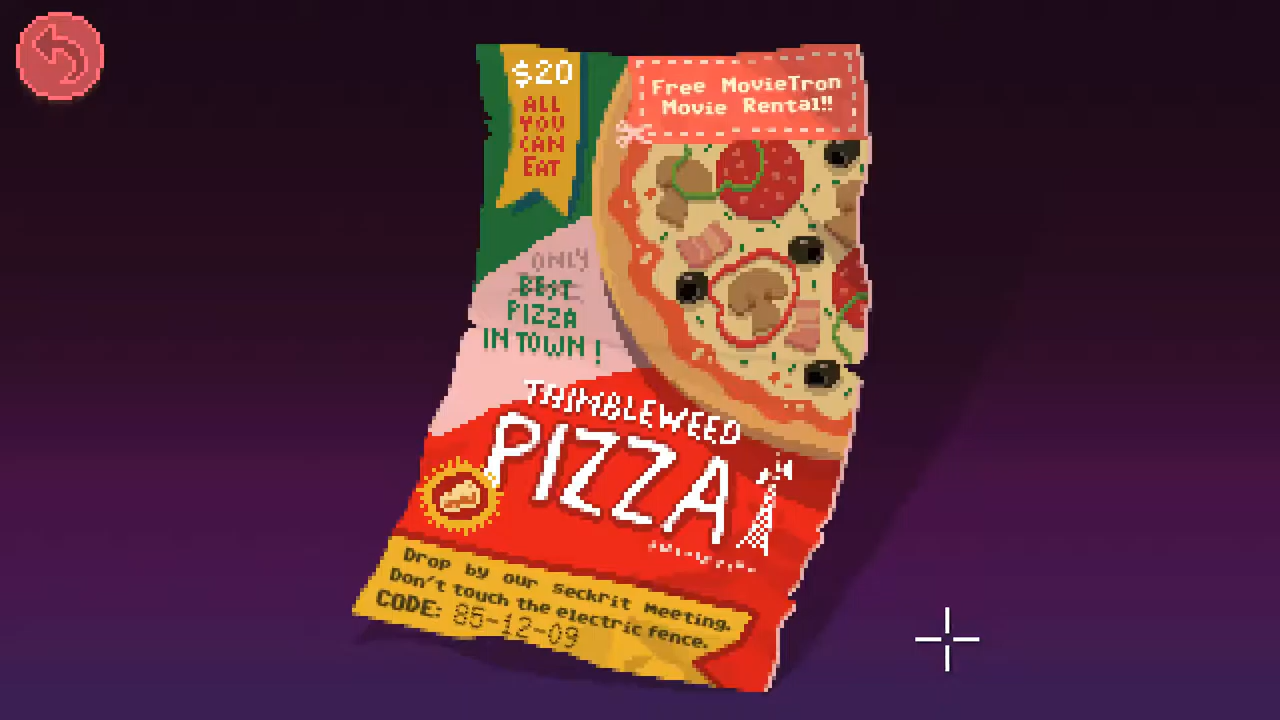 $20
ALL
YOU
CAN
EAT
Free MovieTron
Movie Rental!!
ONLY
BEST
PIZZA
IN TOWN!
THIMBLEWEED
PIZZA
Drop by our seckrit meeting.
Don't touch the electric fence.
CODE: 85-12-09